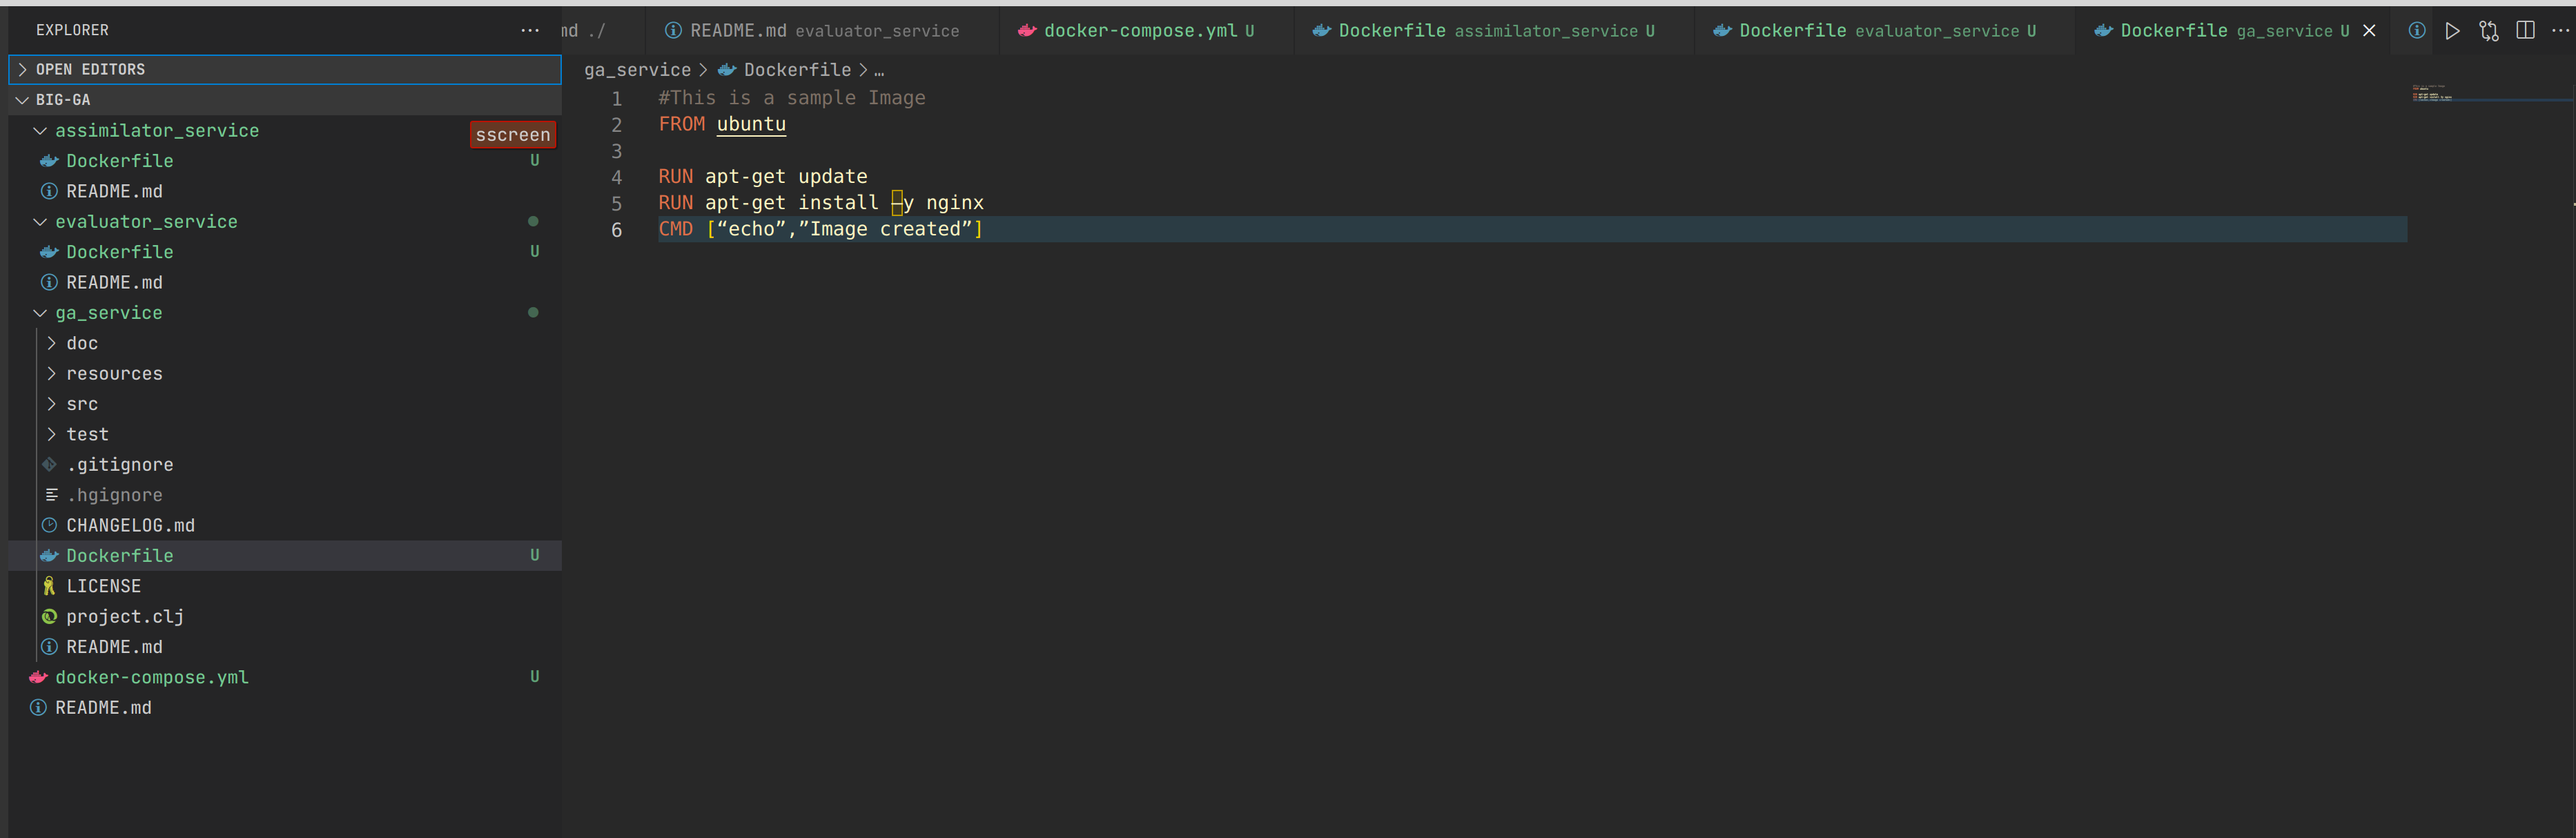 EXPLORER
OPEN EDITORS
BIG-GA
assimilator_service
sscreen
Dockerfile U
README.md
evaluator_service
Dockerfile U
README.md
ga_service
doc
resources
src
test
.gitignore
.hgignore
CHANGELOG.md
Dockerfile U
LICENSE
project.clj
README.md
docker-compose.yml U
README.md
md ./
README.md evaluator_service
docker-compose.yml U
Dockerfile assimilator_service U
Dockerfile evaluator_service U
Dockerfile ga_service U
ga_service > Dockerfile > …
1 #This is a sample Image
2 FROM ubuntu
3
4 RUN apt-get update
5 RUN apt-get install –y nginx
6 CMD [“echo”,”Image created”]